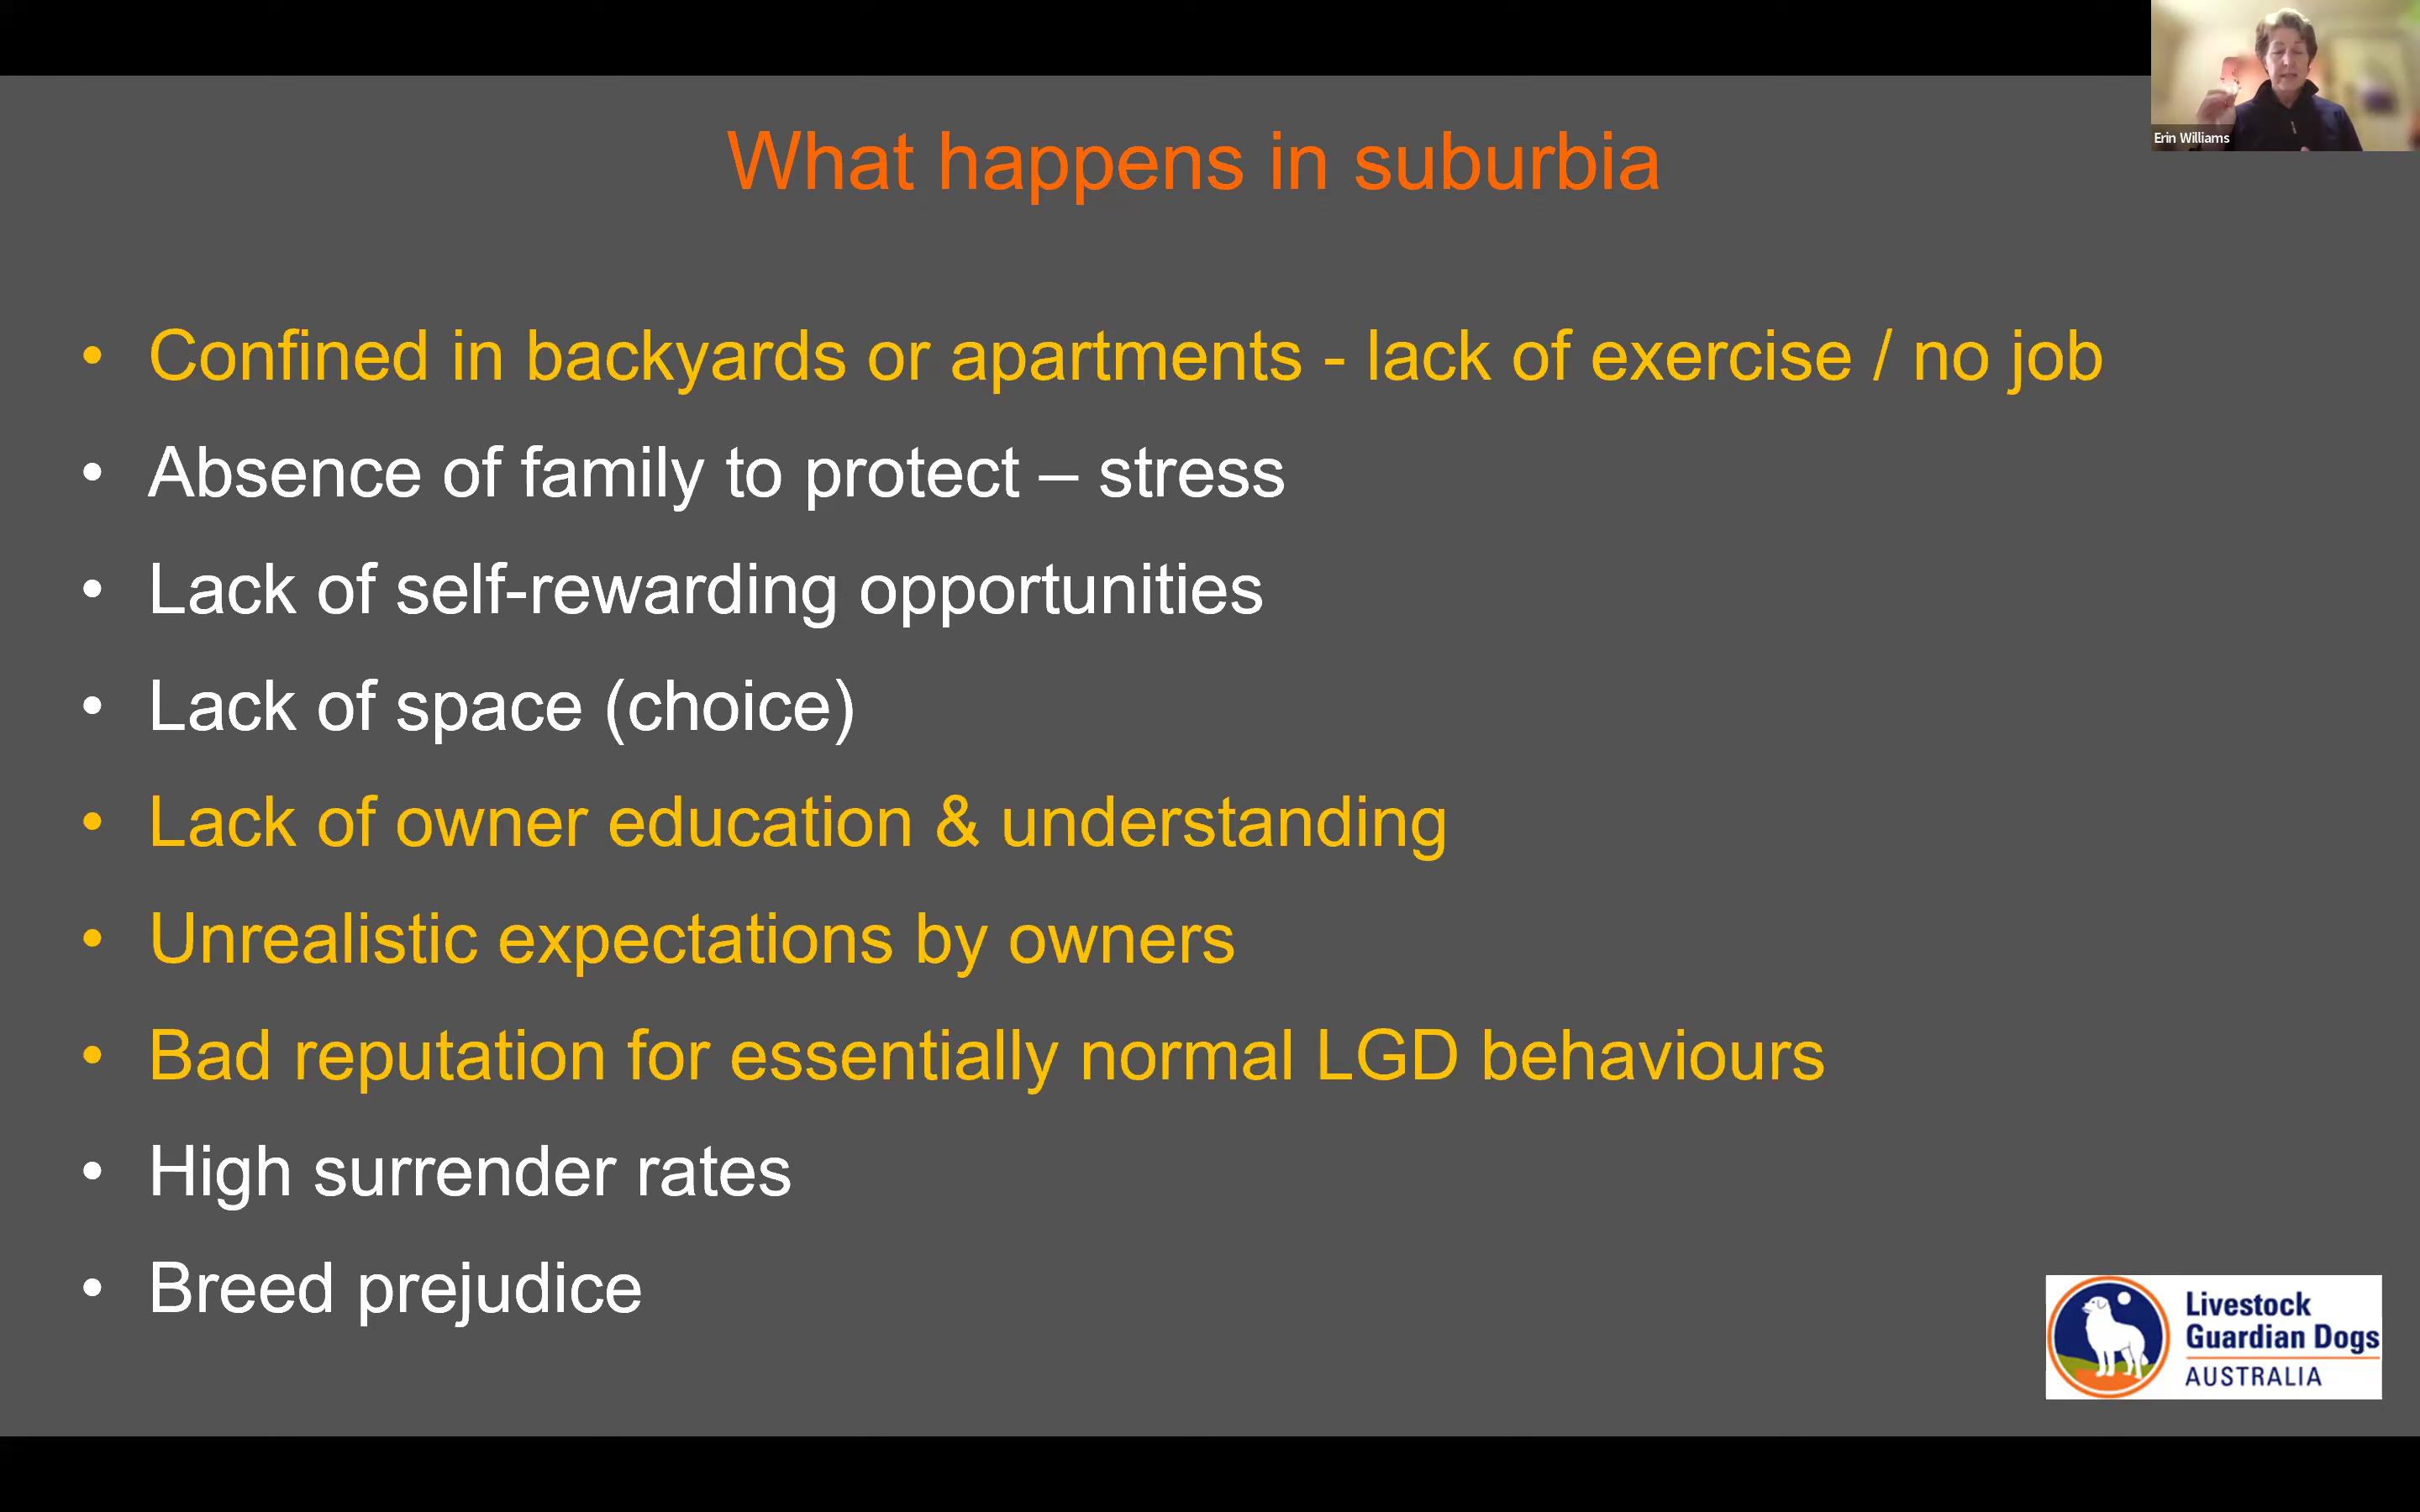 Erin Williams
What happens in suburbia
• Confined in backyards or apartments - lack of exercise / no job
• Absence of family to protect – stress
• Lack of self-rewarding opportunities
• Lack of space (choice)
• Lack of owner education & understanding
• Unrealistic expectations by owners
• Bad reputation for essentially normal LGD behaviours
• High surrender rates
• Breed prejudice
Livestock
Guardian Dogs
AUSTRALIA